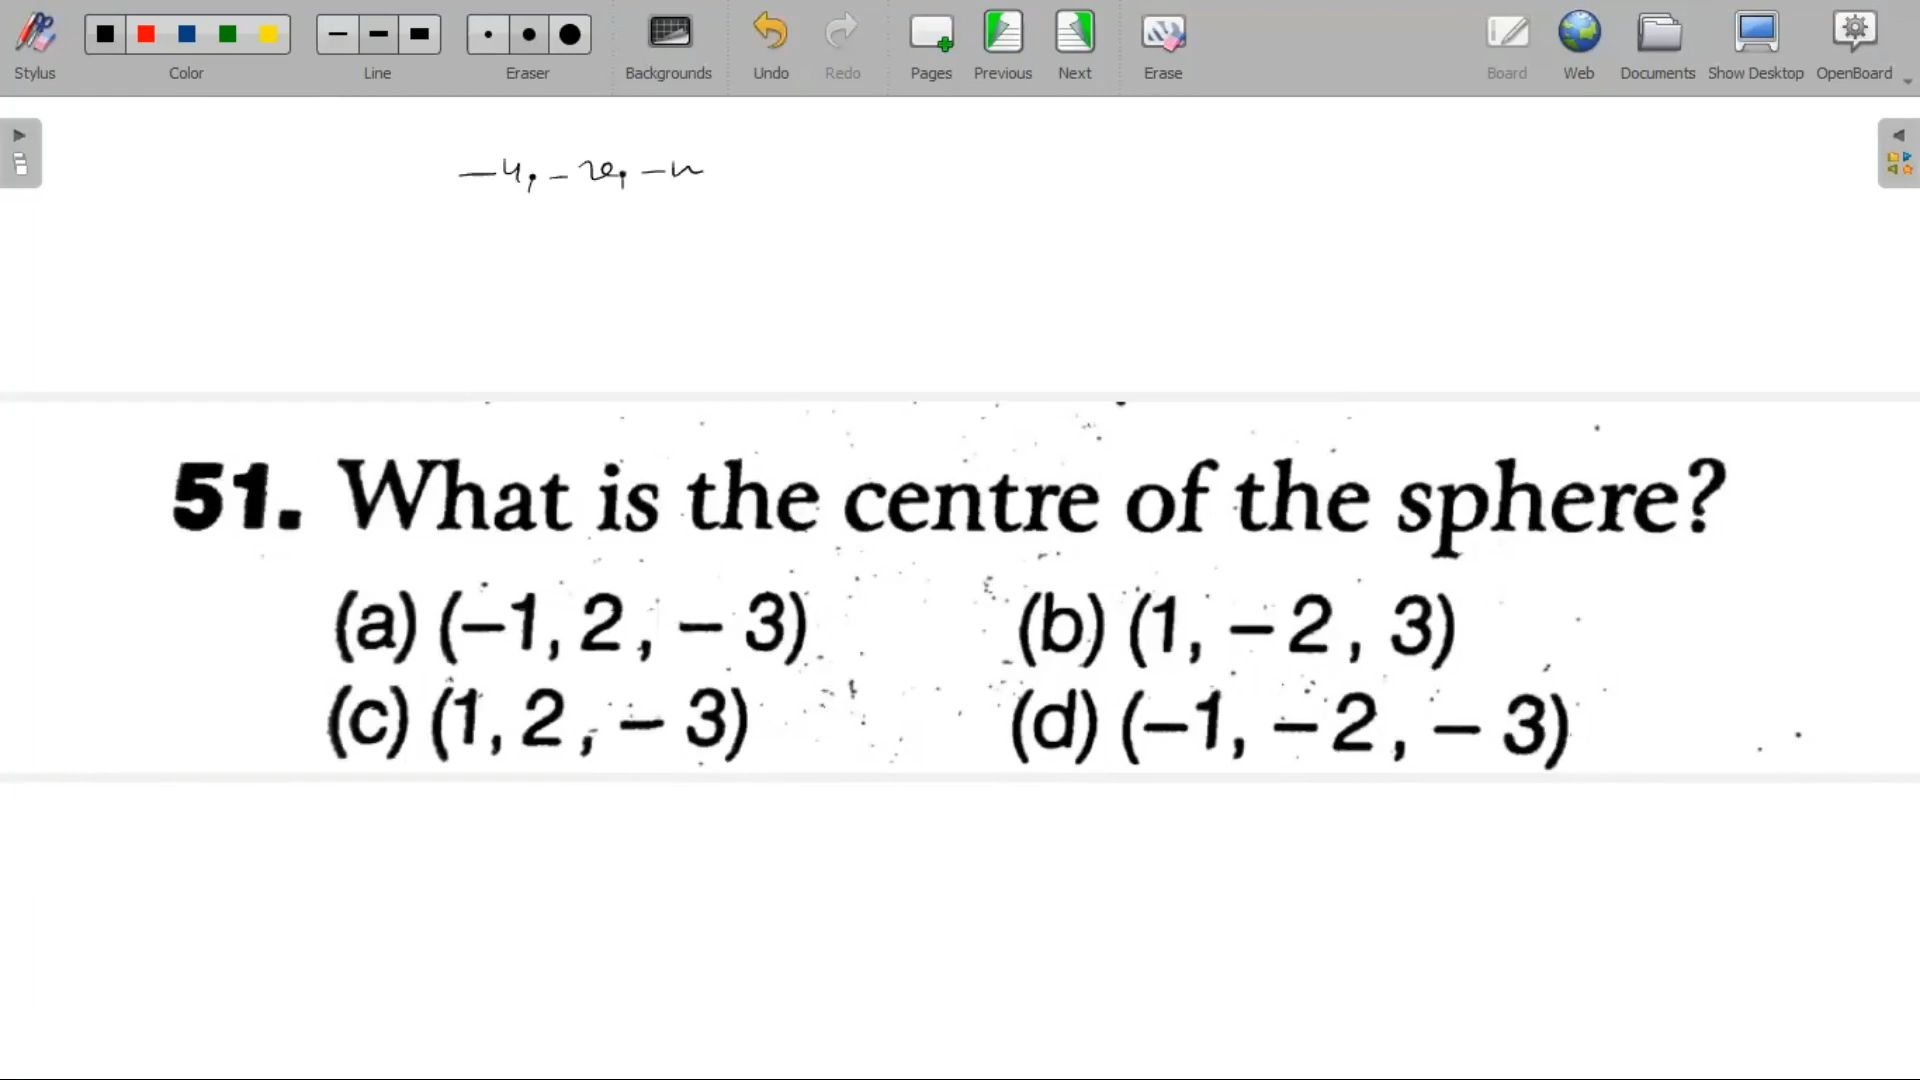 Stylus Color Line Eraser Backgrounds Undo Redo Pages Previous Next Erase Board Web Documents Show Desktop OpenBoard
51. What is the centre of the sphere?
(a) (–1, 2, – 3) (b) (1, – 2, 3)
(c) (1, 2, – 3) (d) (–1, – 2, – 3)